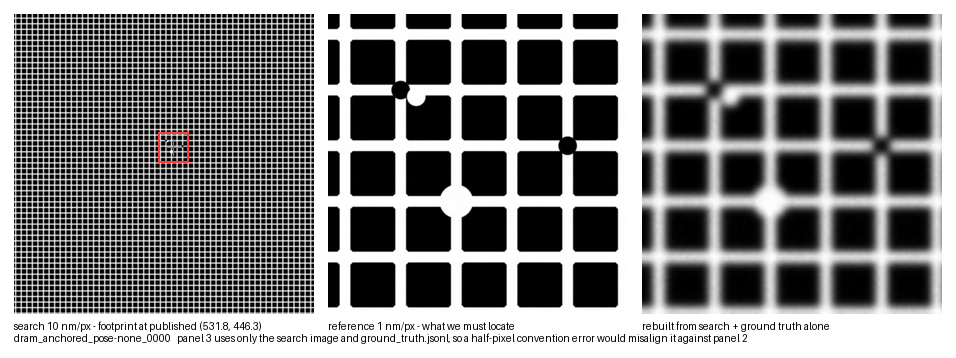 search 10 nm/px - footprint at published (531.8, 446.3)
reference 1 nm/px - what we must locate
rebuilt from search + ground truth alone
dram_anchored_pose-none_0000 panel 3 uses only the search image and ground_truth.jsonl, so a half-pixel convention error would misalign it against panel 2